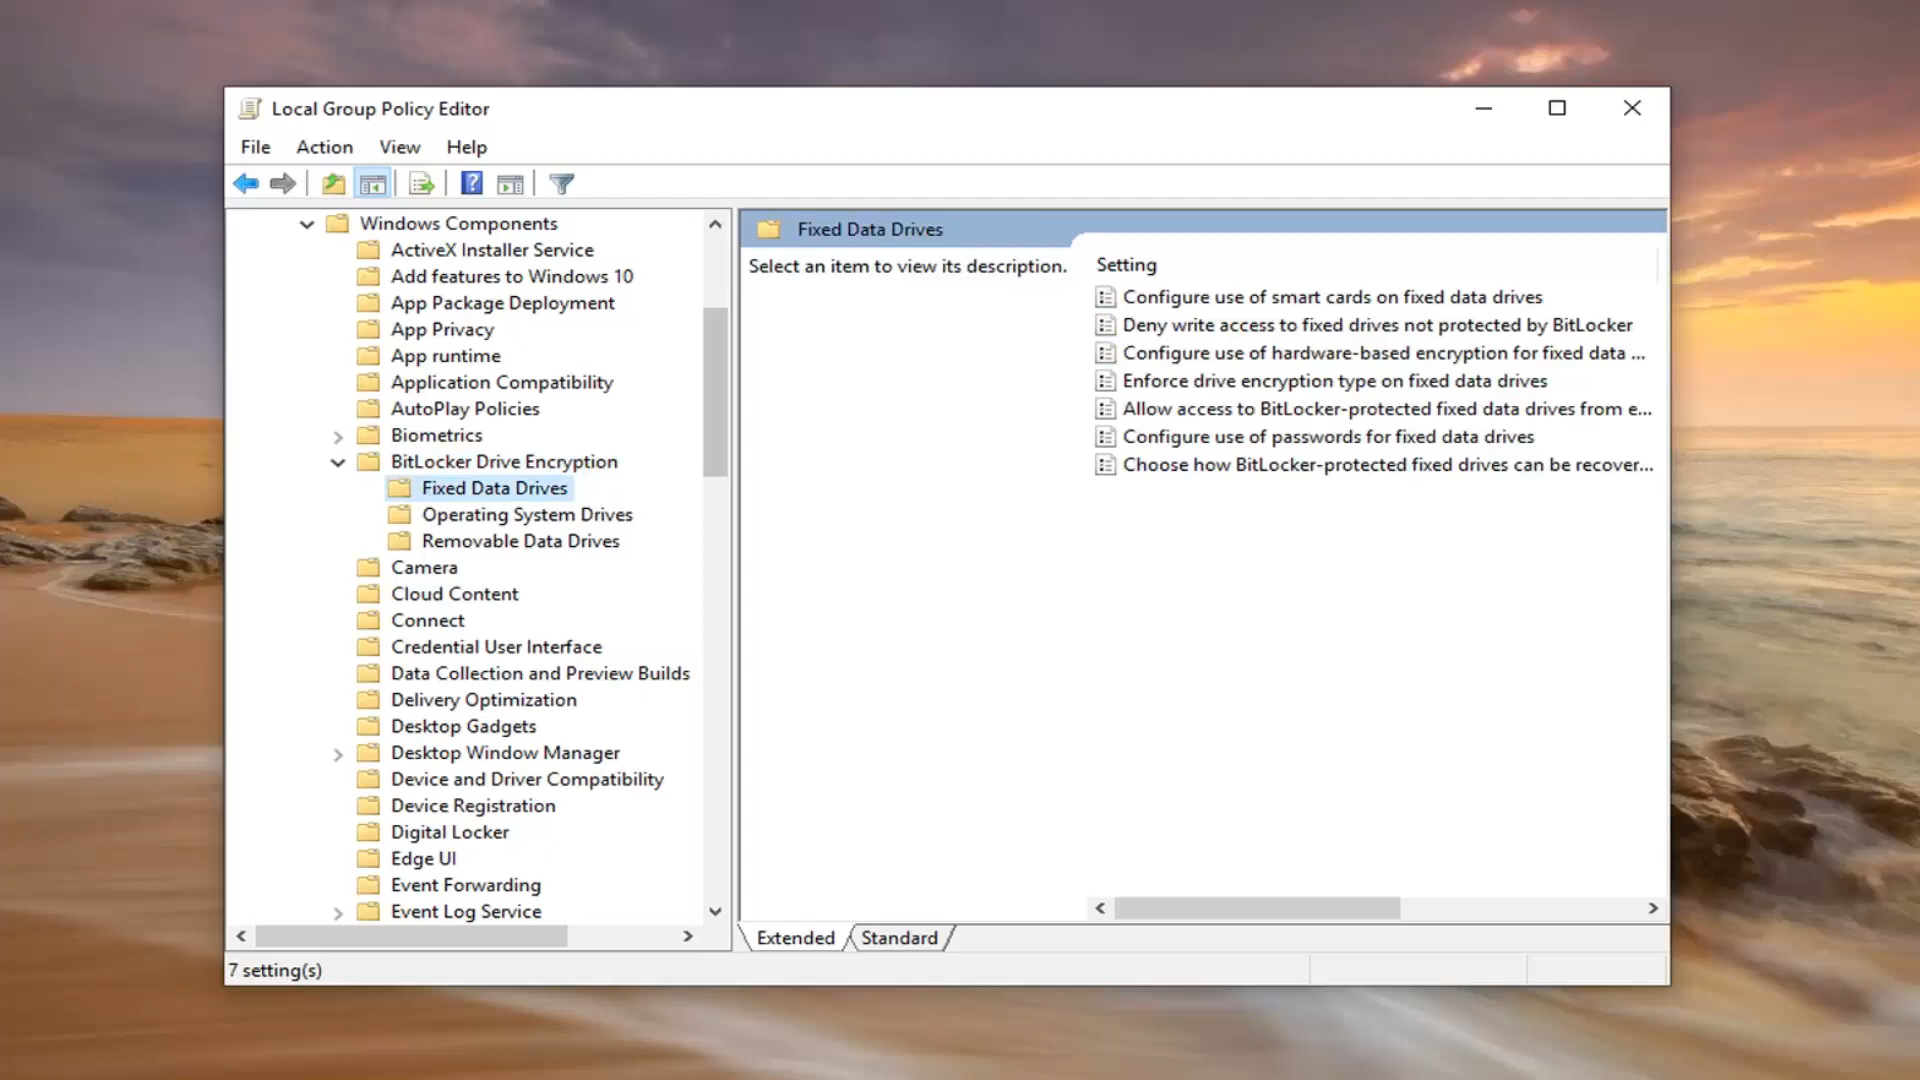 Local Group Policy Editor
File Action View Help
Windows Components
ActiveX Installer Service
Add features to Windows 10
App Package Deployment
App Privacy
App runtime
Application Compatibility
AutoPlay Policies
Biometrics
BitLocker Drive Encryption
Fixed Data Drives
Operating System Drives
Removable Data Drives
Camera
Cloud Content
Connect
Credential User Interface
Data Collection and Preview Builds
Delivery Optimization
Desktop Gadgets
Desktop Window Manager
Device and Driver Compatibility
Device Registration
Digital Locker
Edge UI
Event Forwarding
Event Log Service
Fixed Data Drives
Select an item to view its description.
Setting
Configure use of smart cards on fixed data drives
Deny write access to fixed drives not protected by BitLocker
Configure use of hardware-based encryption for fixed data ...
Enforce drive encryption type on fixed data drives
Allow access to BitLocker-protected fixed data drives from e...
Configure use of passwords for fixed data drives
Choose how BitLocker-protected fixed drives can be recover...
Extended Standard
7 setting(s)